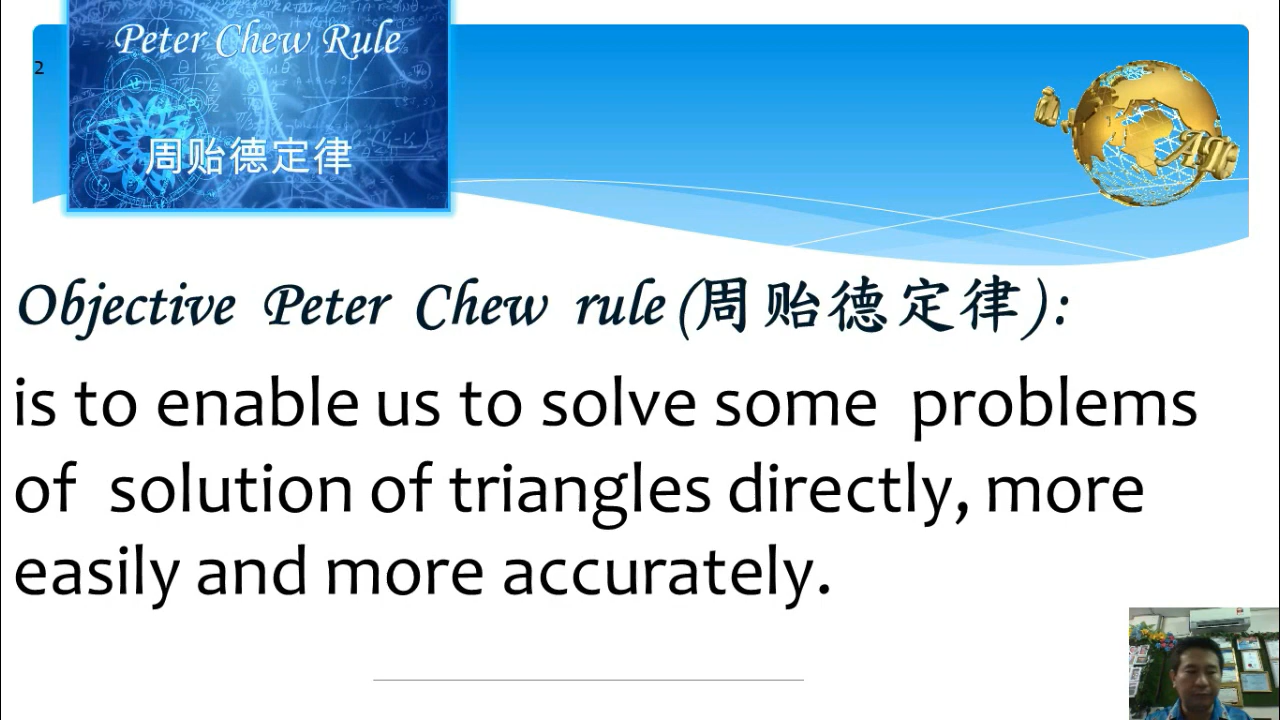 Peter Chew Rule
2
周贻德定律
Objective Peter Chew rule (周贻德定律):
is to enable us to solve some problems
of solution of triangles directly, more
easily and more accurately.